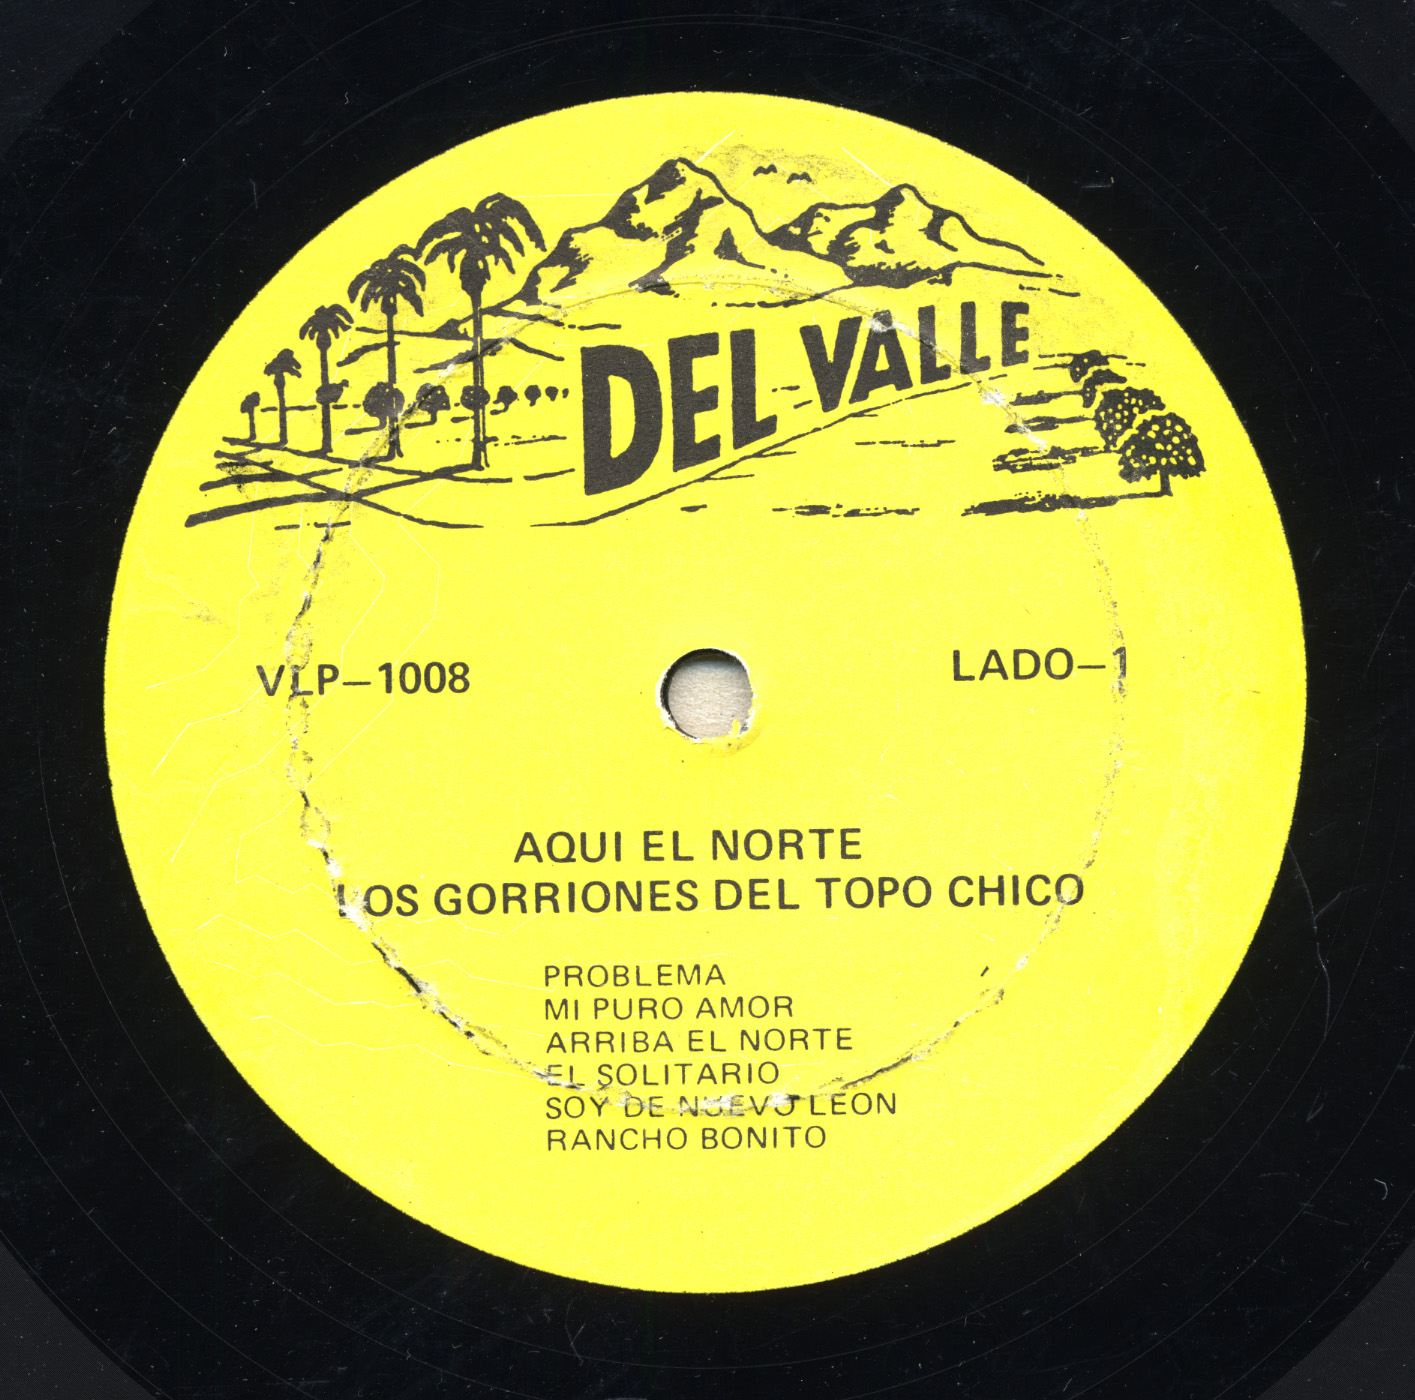 DEL VALLE
VLP-1008
LADO-1
AQUI EL NORTE
LOS GORRIONES DEL TOPO CHICO
PROBLEMA
MI PURO AMOR
ARRIBA EL NORTE
EL SOLITARIO
SOY DE NUEVO LEON
RANCHO BONITO